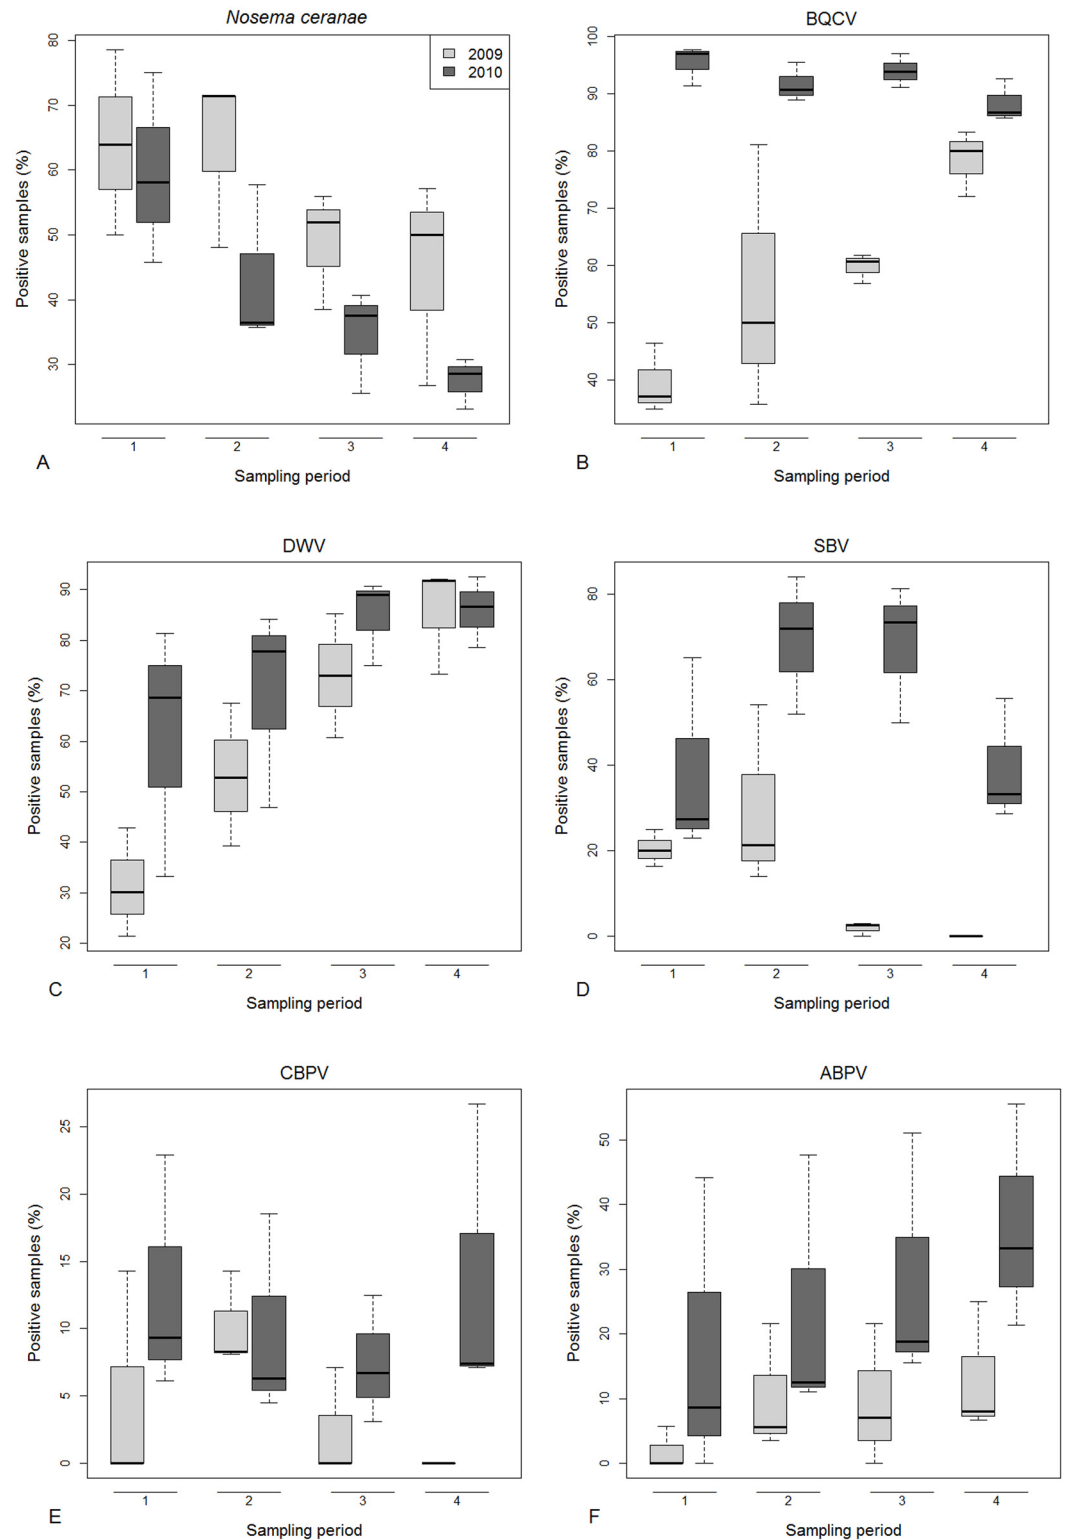 Nosema ceranae
2009
2010
Positive samples (%)
80
70
60
50
40
30
1 2 3 4
A
Sampling period
BQCV
Positive samples (%)
100
90
80
70
60
50
40
1 2 3 4
B
Sampling period
DWV
Positive samples (%)
90
80
70
60
50
40
30
20
1 2 3 4
C
Sampling period
SBV
Positive samples (%)
80
60
40
20
0
1 2 3 4
D
Sampling period
CBPV
Positive samples (%)
25
20
15
10
5
0
1 2 3 4
E
Sampling period
ABPV
Positive samples (%)
50
40
30
20
10
0
1 2 3 4
F
Sampling period